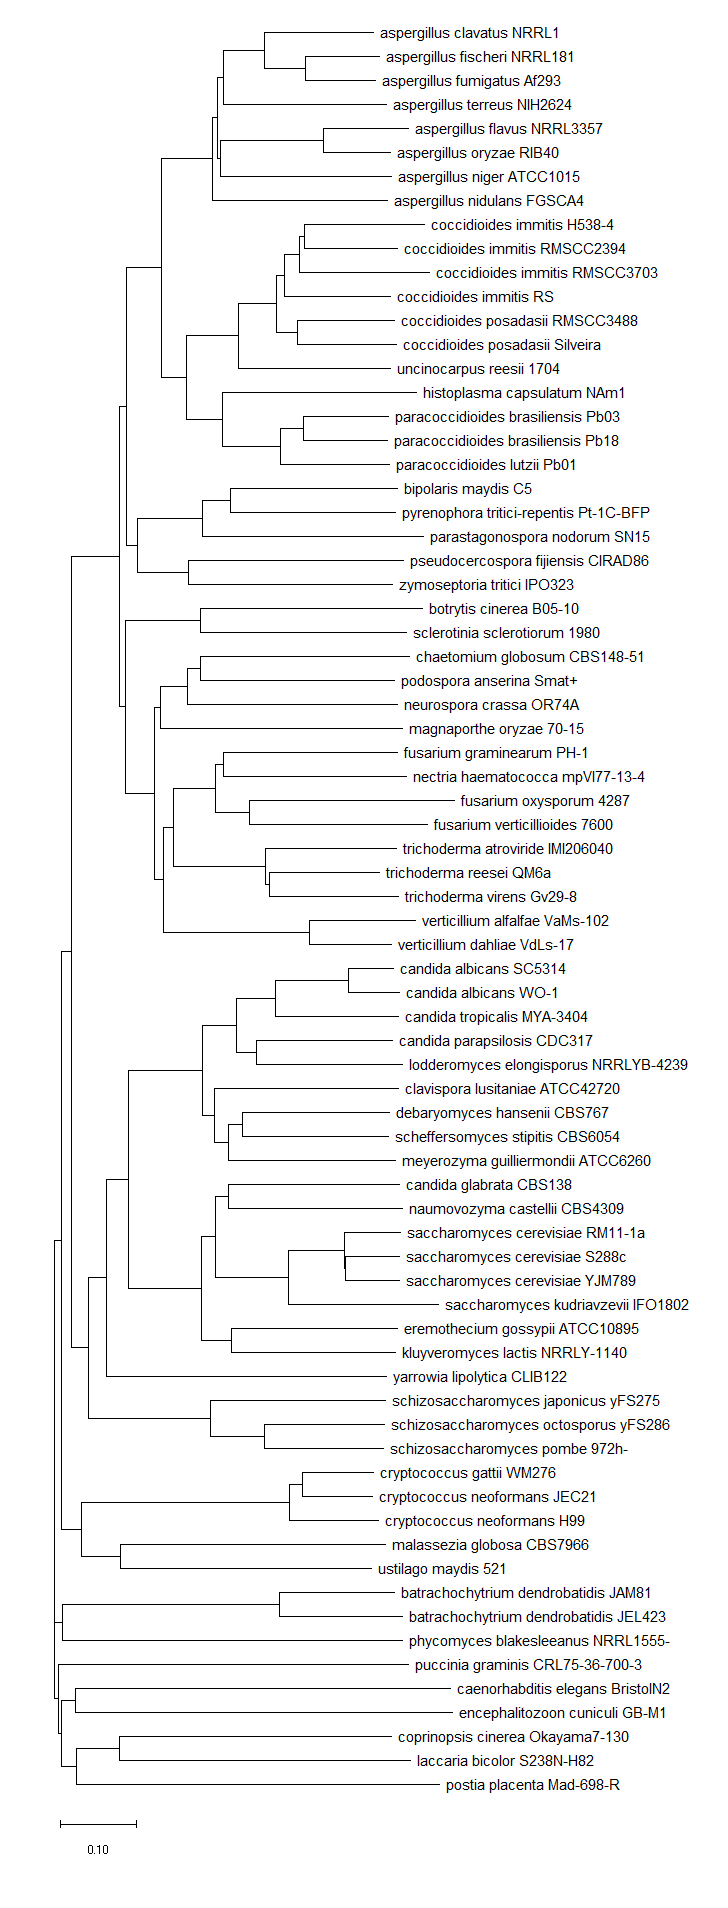 aspergillus clavatus NRRL1
aspergillus fischeri NRRL181
aspergillus fumigatus Af293
aspergillus terreus NIH2624
aspergillus flavus NRRL3357
aspergillus oryzae RIB40
aspergillus niger ATCC1015
aspergillus nidulans FGSCA4
coccidioides immitis H538-4
coccidioides immitis RMSCC2394
coccidioides immitis RMSCC3703
coccidioides immitis RS
coccidioides posadasii RMSCC3488
coccidioides posadasii Silveira
uncinocarpus reesii 1704
histoplasma capsulatum NAm1
paracoccidioides brasiliensis Pb03
paracoccidioides brasiliensis Pb18
paracoccidioides lutzii Pb01
bipolaris maydis C5
pyrenophora tritici-repentis Pt-1C-BFP
parastagonospora nodorum SN15
pseudocercospora fijiensis CIRAD86
zymoseptoria tritici IPO323
botrytis cinerea B05-10
sclerotinia sclerotiorum 1980
chaetomium globosum CBS148-51
podospora anserina Smat+
neurospora crassa OR74A
magnaporthe oryzae 70-15
fusarium graminearum PH-1
nectria haematococca mpVI77-13-4
fusarium oxysporum 4287
fusarium verticillioides 7600
trichoderma atroviride IMI206040
trichoderma reesei QM6a
trichoderma virens Gv29-8
verticillium alfalfae VaMs-102
verticillium dahliae VdLs-17
candida albicans SC5314
candida albicans WO-1
candida tropicalis MYA-3404
candida parapsilosis CDC317
lodderomyces elongisporus NRRLYB-4239
clavispora lusitaniae ATCC42720
debaryomyces hansenii CBS767
scheffersomyces stipitis CBS6054
meyerozyma guilliermondii ATCC6260
candida glabrata CBS138
naumovozyma castellii CBS4309
saccharomyces cerevisiae RM11-1a
saccharomyces cerevisiae S288c
saccharomyces cerevisiae YJM789
saccharomyces kudriavzevii IFO1802
eremothecium gossypii ATCC10895
kluyveromyces lactis NRRLY-1140
yarrowia lipolytica CLIB122
schizosaccharomyces japonicus yFS275
schizosaccharomyces octosporus yFS286
schizosaccharomyces pombe 972h-
cryptococcus gattii WM276
cryptococcus neoformans JEC21
cryptococcus neoformans H99
malassezia globosa CBS7966
ustilago maydis 521
batrachochytrium dendrobatidis JAM81
batrachochytrium dendrobatidis JEL423
phycomyces blakesleeanus NRRL1555-
puccinia graminis CRL75-36-700-3
caenorhabditis elegans BristolN2
encephalitozoon cuniculi GB-M1
coprinopsis cinerea Okayama7-130
laccaria bicolor S238N-H82
postia placenta Mad-698-R
0.10